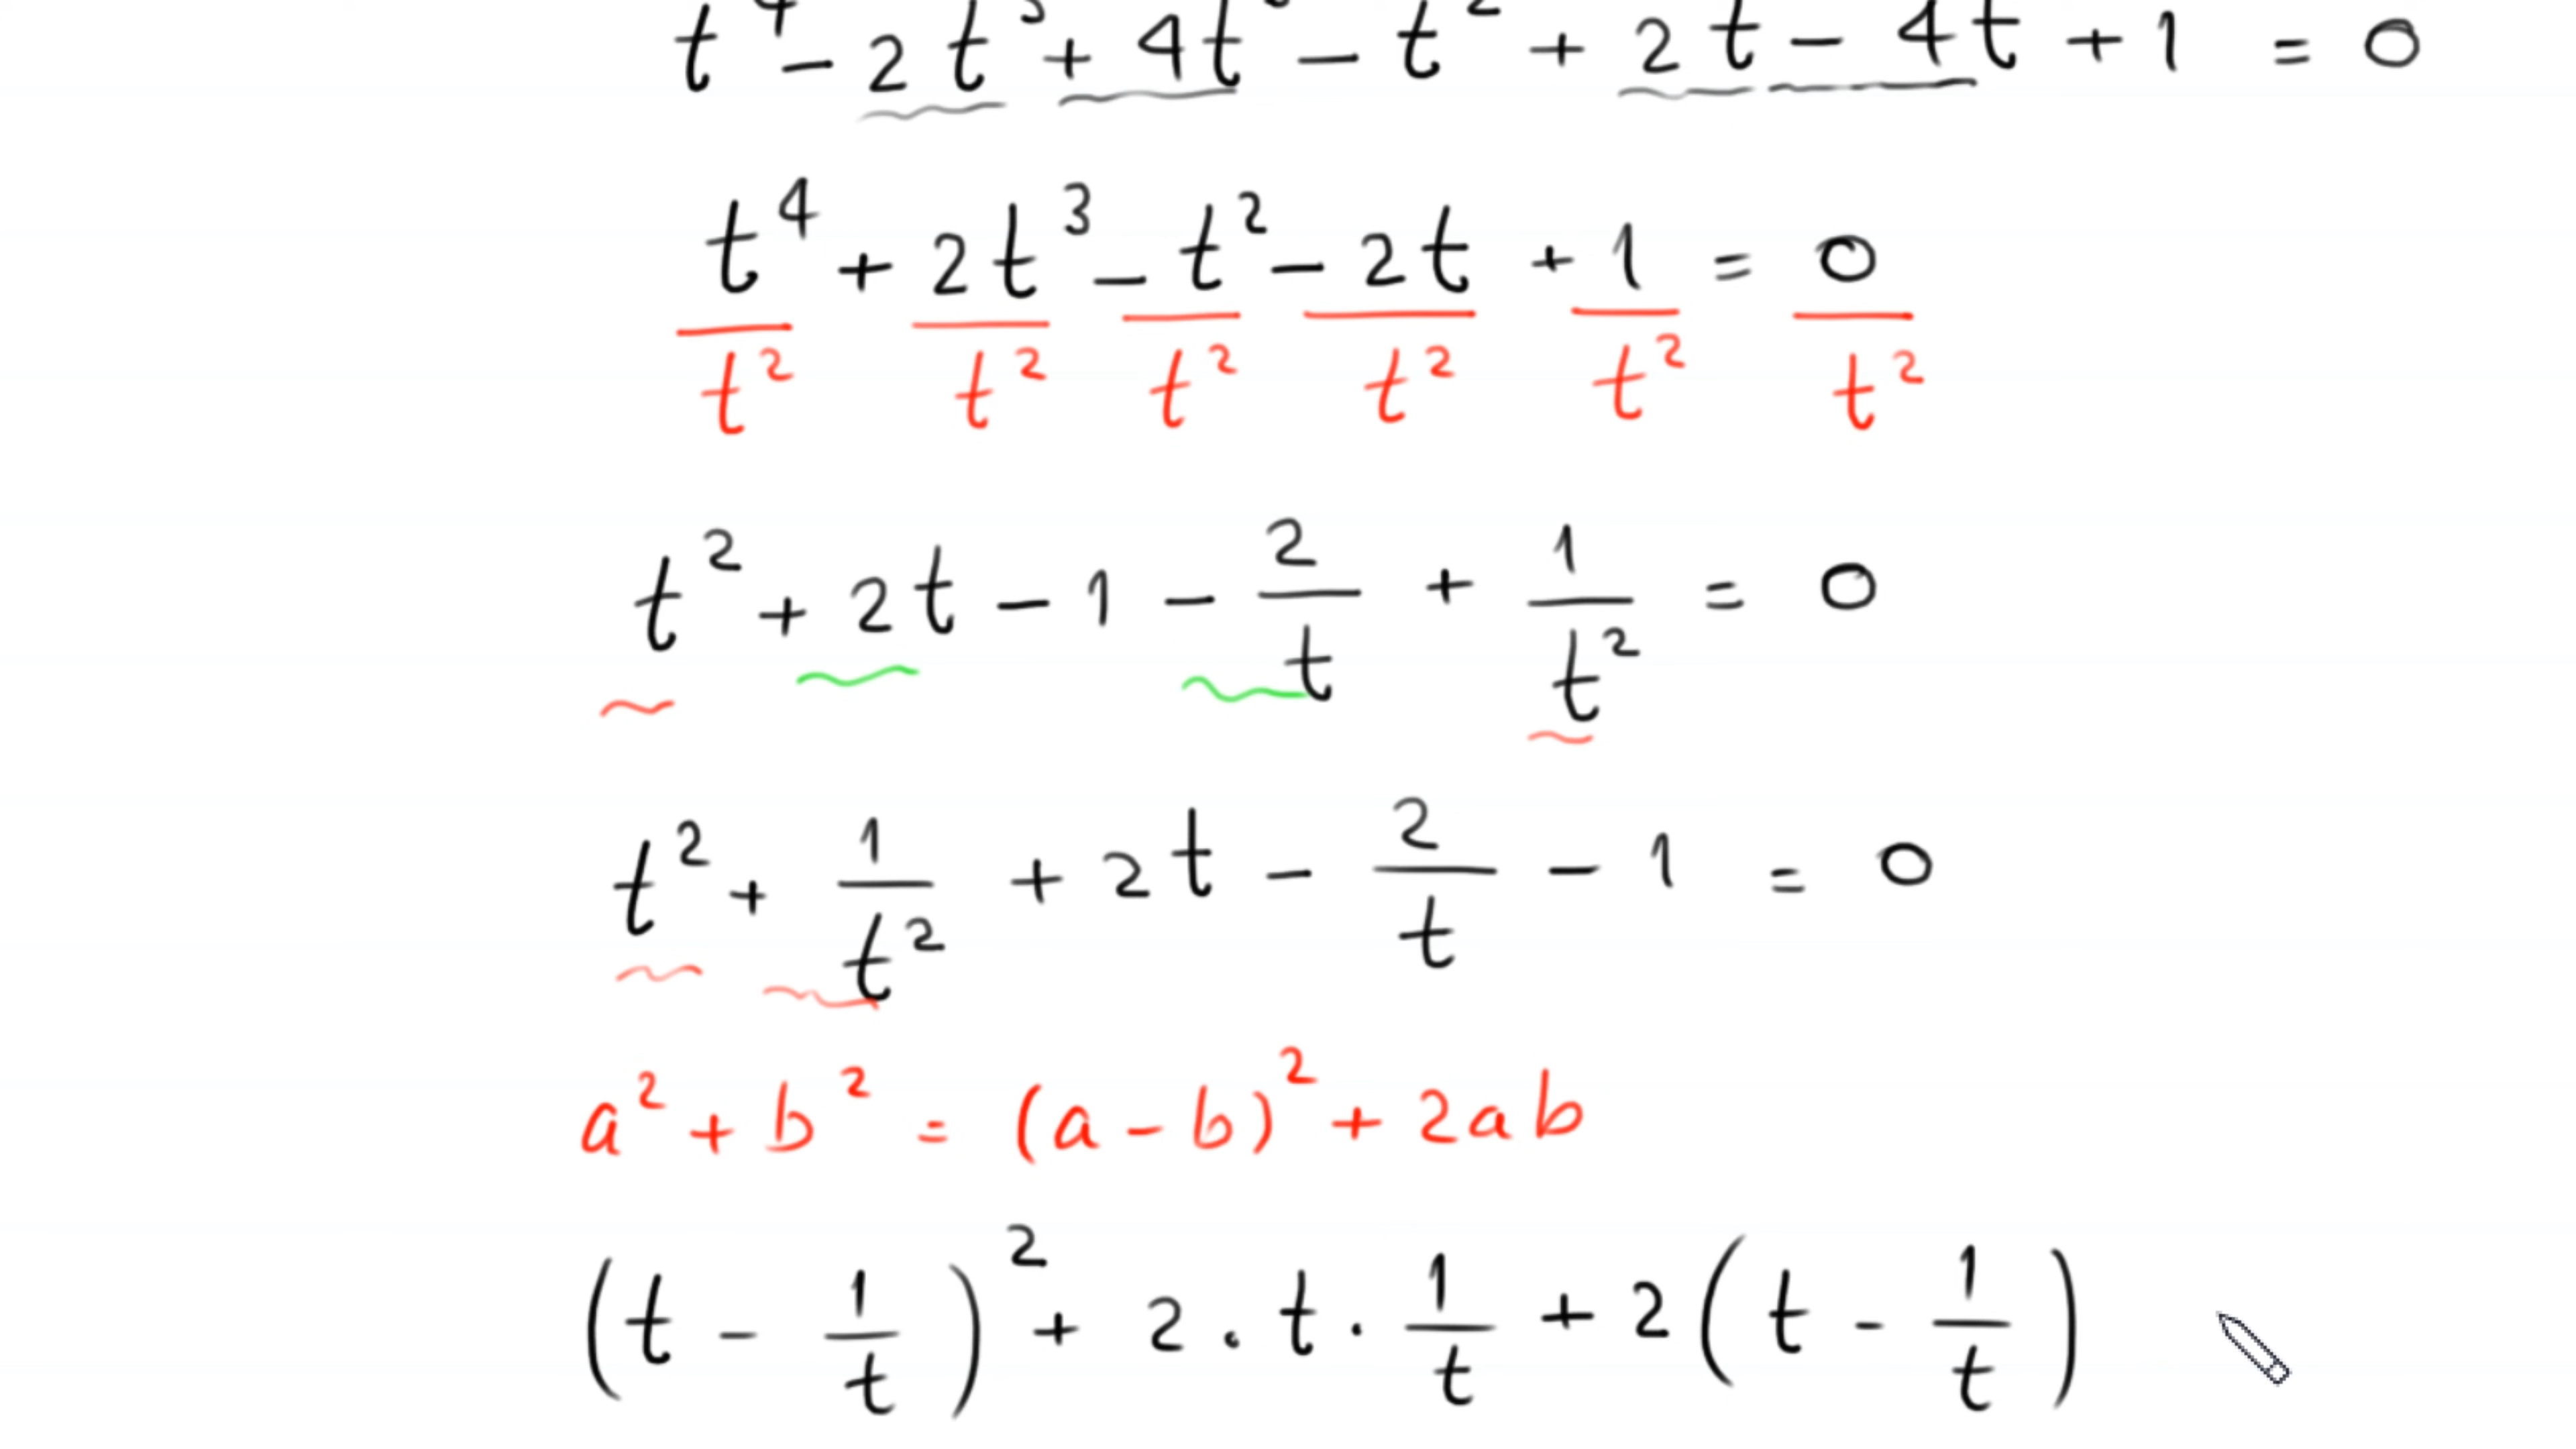 t⁴ - 2t³ + 4t³ - t² + 2t - 4t + 1 = 0
t⁴/t² + 2t³/t² - t²/t² - 2t/t² + 1/t² = 0/t²
t² + 2t - 1 - 2/t + 1/t² = 0
t² + 1/t² + 2t - 2/t - 1 = 0
a² + b² = (a - b)² + 2ab
(t - 1/t)² + 2 · t · 1/t + 2(t - 1/t)